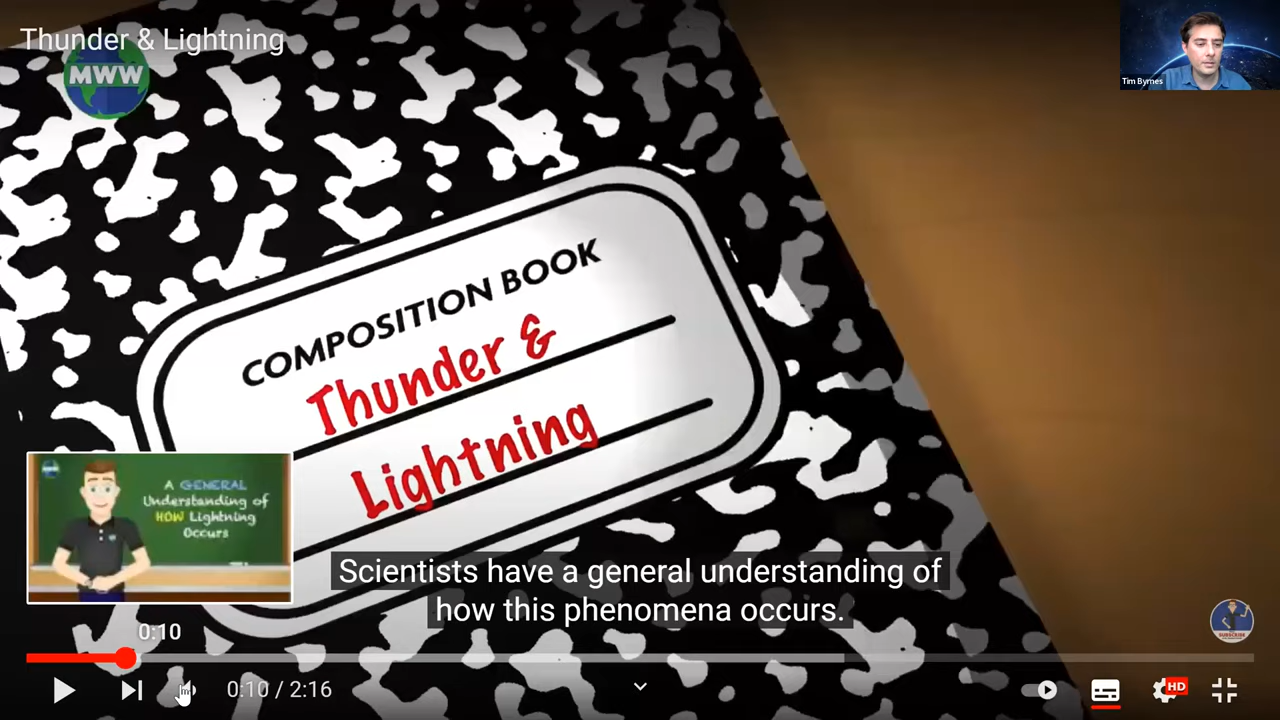 Thunder & Lightning
MWW
Tim Byrnes
COMPOSITION BOOK
Thunder &
Lightning
A GENERAL
Understanding of
HOW Lightning
Occurs
Scientists have a general understanding of
how this phenomena occurs.
0:10
SUBSCRIBE
0:10 / 2:16
HD